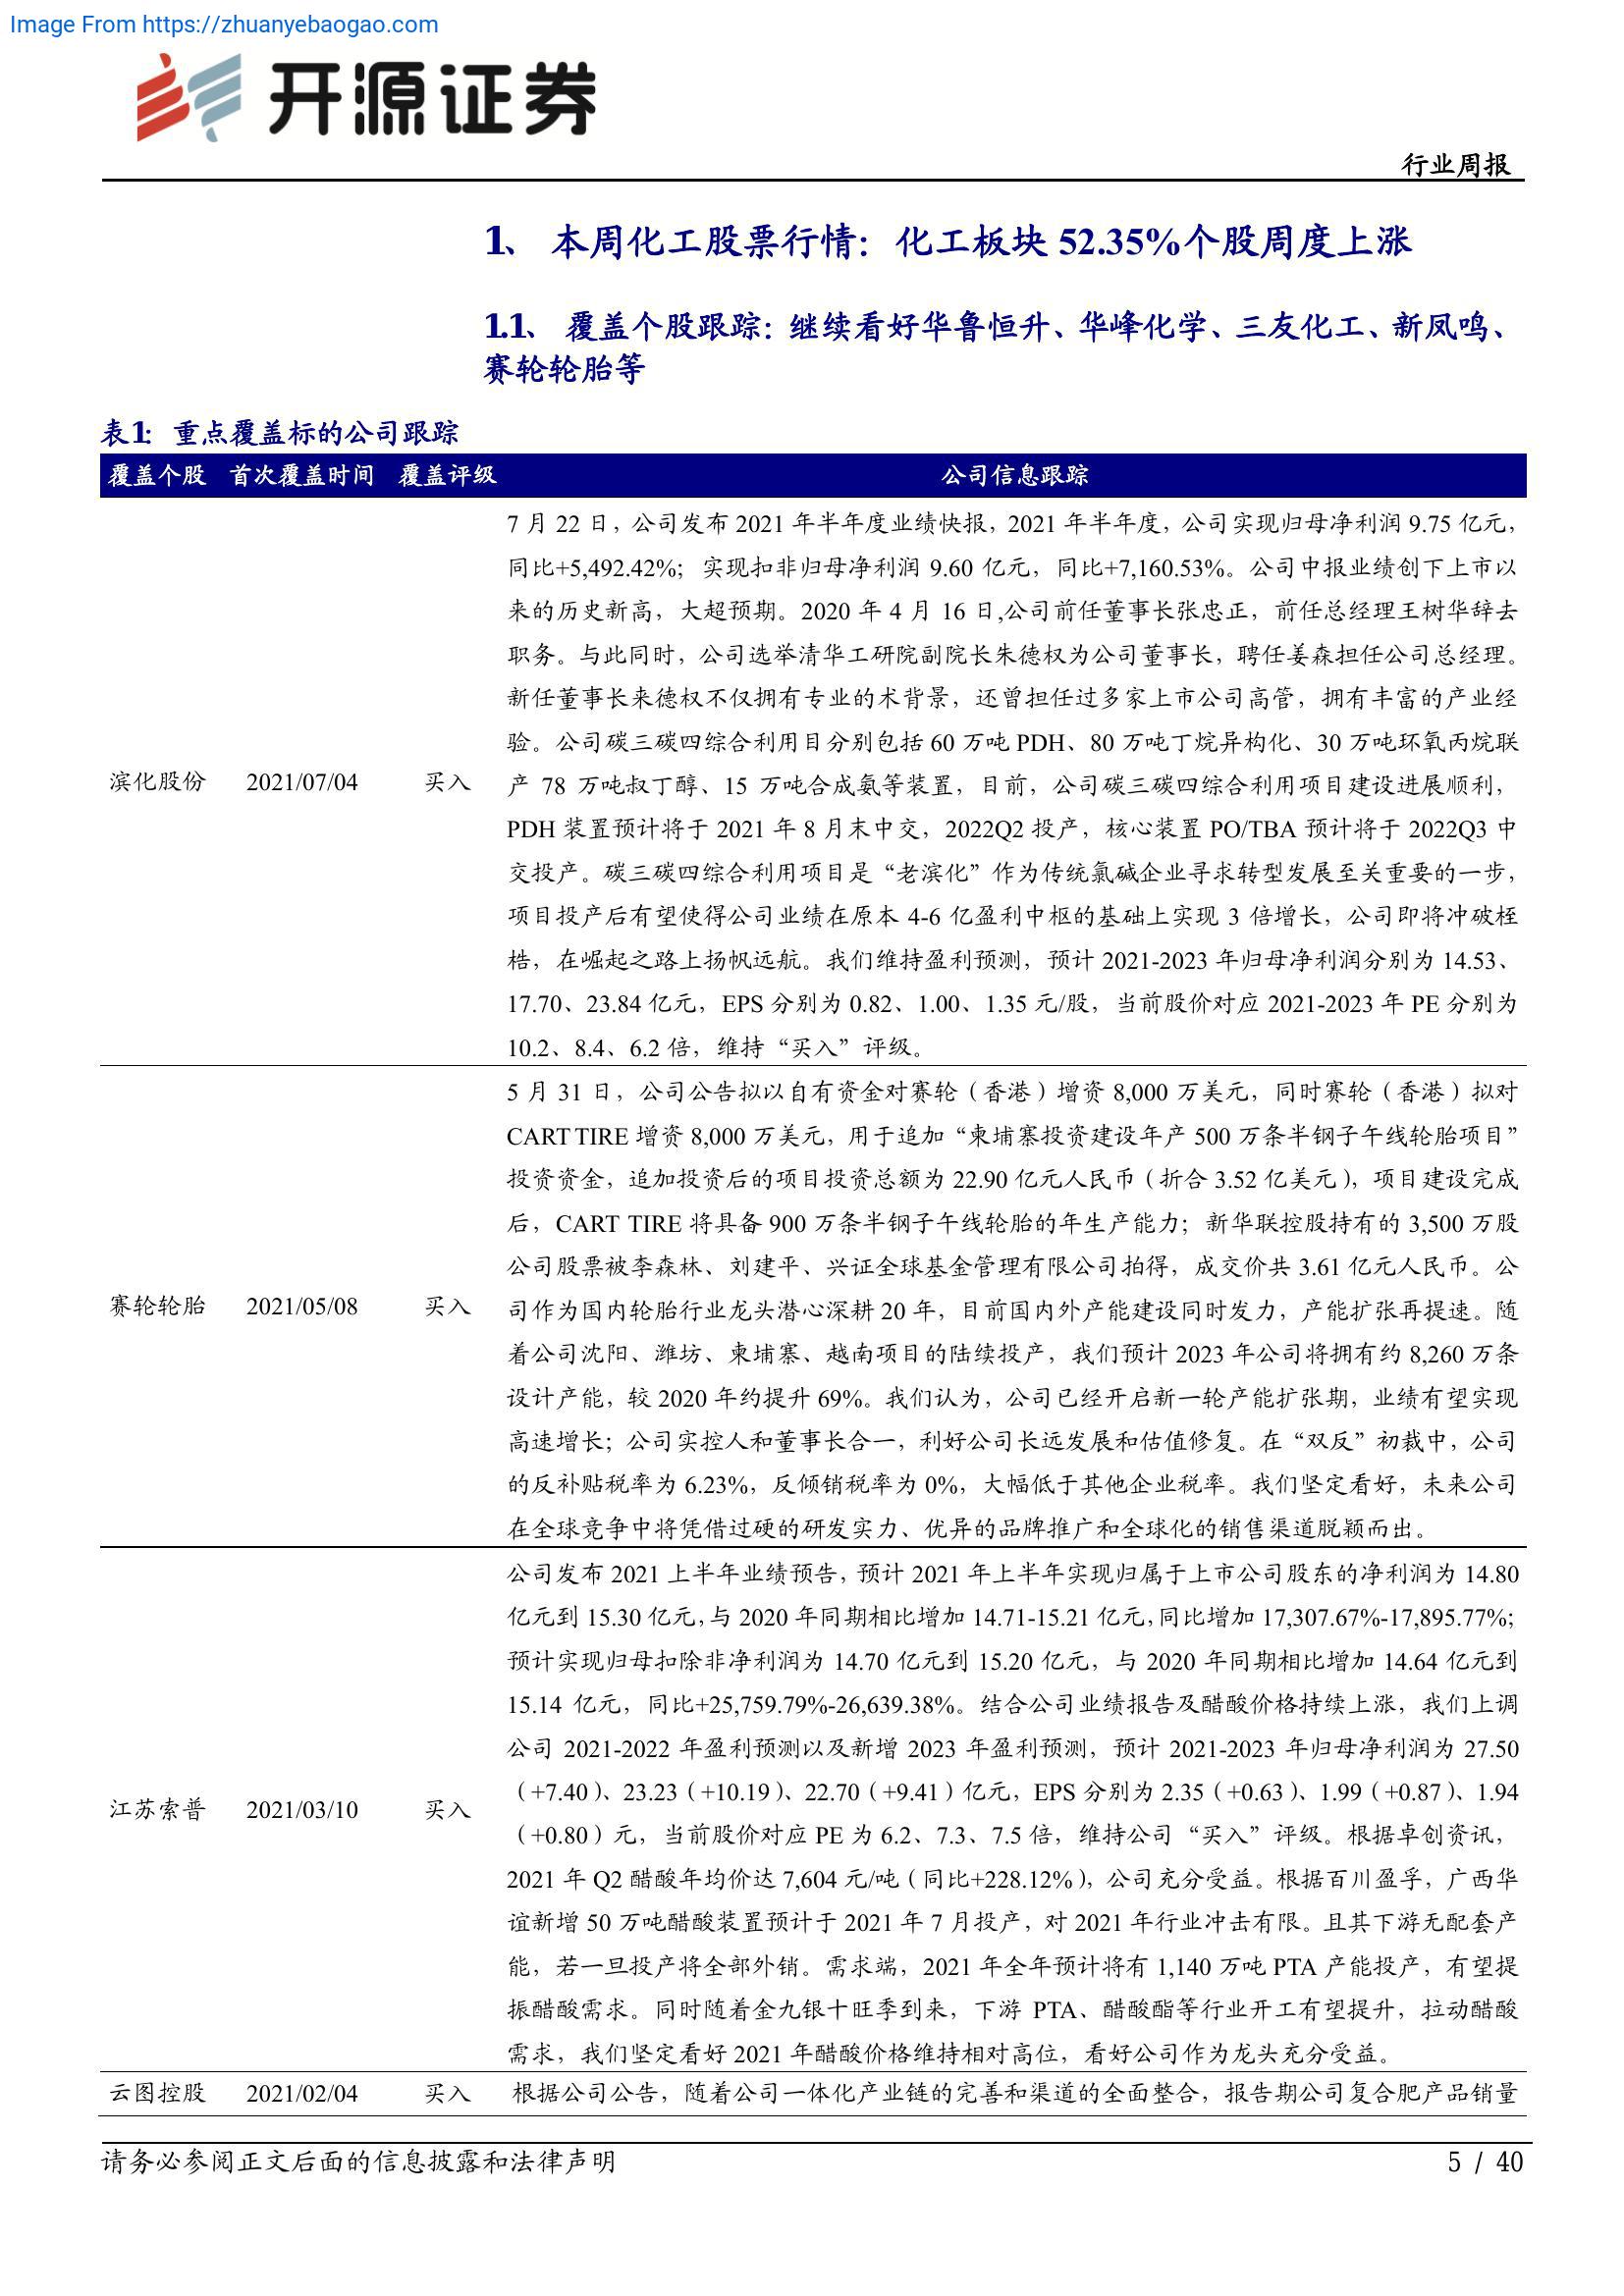 Image From https://zhuanyebaogao.com
开源证券
行业周报
1、 本周化工股票行情：化工板块 52.35%个股周度上涨
1.1、 覆盖个股跟踪：继续看好华鲁恒升、华峰化学、三友化工、新凤鸣、
赛轮轮胎等
表1： 重点覆盖标的公司跟踪
覆盖个股 首次覆盖时间 覆盖评级 公司信息跟踪
7 月 22 日，公司发布 2021 年半年度业绩快报，2021 年半年度，公司实现归母净利润 9.75 亿元，
同比+5,492.42%；实现扣非归母净利润 9.60 亿元，同比+7,160.53%。公司中报业绩创下上市以
来的历史新高，大超预期。2020 年 4 月 16 日,公司前任董事长张忠正，前任总经理王树华辞去
职务。与此同时，公司选举清华工研院副院长朱德权为公司董事长，聘任姜森担任公司总经理。
新任董事长来德权不仅拥有专业的术背景，还曾担任过多家上市公司高管，拥有丰富的产业经
验。公司碳三碳四综合利用目分别包括 60 万吨 PDH、80 万吨丁烷异构化、30 万吨环氧丙烷联
滨化股份 2021/07/04 买入 产 78 万吨叔丁醇、15 万吨合成氨等装置，目前，公司碳三碳四综合利用项目建设进展顺利，
PDH 装置预计将于 2021 年 8 月末中交，2022Q2 投产，核心装置 PO/TBA 预计将于 2022Q3 中
交投产。碳三碳四综合利用项目是“老滨化”作为传统氯碱企业寻求转型发展至关重要的一步，
项目投产后有望使得公司业绩在原本 4-6 亿盈利中枢的基础上实现 3 倍增长，公司即将冲破桎
梏，在崛起之路上扬帆远航。我们维持盈利预测，预计 2021-2023 年归母净利润分别为 14.53、
17.70、23.84 亿元，EPS 分别为 0.82、1.00、1.35 元/股，当前股价对应 2021-2023 年 PE 分别为
10.2、8.4、6.2 倍，维持“买入”评级。
5 月 31 日，公司公告拟以自有资金对赛轮（香港）增资 8,000 万美元，同时赛轮（香港）拟对
CART TIRE 增资 8,000 万美元，用于追加“柬埔寨投资建设年产 500 万条半钢子午线轮胎项目”
投资资金，追加投资后的项目投资总额为 22.90 亿元人民币（折合 3.52 亿美元），项目建设完成
后，CART TIRE 将具备 900 万条半钢子午线轮胎的年生产能力；新华联控股持有的 3,500 万股
公司股票被李森林、刘建平、兴证全球基金管理有限公司拍得，成交价共 3.61 亿元人民币。公
赛轮轮胎 2021/05/08 买入 司作为国内轮胎行业龙头潜心深耕 20 年，目前国内外产能建设同时发力，产能扩张再提速。随
着公司沈阳、潍坊、柬埔寨、越南项目的陆续投产，我们预计 2023 年公司将拥有约 8,260 万条
设计产能，较 2020 年约提升 69%。我们认为，公司已经开启新一轮产能扩张期，业绩有望实现
高速增长；公司实控人和董事长合一，利好公司长远发展和估值修复。在“双反”初裁中，公司
的反补贴税率为 6.23%，反倾销税率为 0%，大幅低于其他企业税率。我们坚定看好，未来公司
在全球竞争中将凭借过硬的研发实力、优异的品牌推广和全球化的销售渠道脱颖而出。
公司发布 2021 上半年业绩预告，预计 2021 年上半年实现归属于上市公司股东的净利润为 14.80
亿元到 15.30 亿元，与 2020 年同期相比增加 14.71-15.21 亿元，同比增加 17,307.67%-17,895.77%；
预计实现归母扣除非净利润为 14.70 亿元到 15.20 亿元，与 2020 年同期相比增加 14.64 亿元到
15.14 亿元，同比+25,759.79%-26,639.38%。结合公司业绩报告及醋酸价格持续上涨，我们上调
公司 2021-2022 年盈利预测以及新增 2023 年盈利预测，预计 2021-2023 年归母净利润为 27.50
（+7.40）、23.23（+10.19）、22.70（+9.41）亿元，EPS 分别为 2.35（+0.63）、1.99（+0.87）、1.94
江苏索普 2021/03/10 买入 （+0.80）元，当前股价对应 PE 为 6.2、7.3、7.5 倍，维持公司“买入”评级。根据卓创资讯，
2021 年 Q2 醋酸年均价达 7,604 元/吨（同比+228.12%），公司充分受益。根据百川盈孚，广西华
谊新增 50 万吨醋酸装置预计于 2021 年 7 月投产，对 2021 年行业冲击有限。且其下游无配套产
能，若一旦投产将全部外销。需求端，2021 年全年预计将有 1,140 万吨 PTA 产能投产，有望提
振醋酸需求。同时随着金九银十旺季到来，下游 PTA、醋酸酯等行业开工有望提升，拉动醋酸
需求，我们坚定看好 2021 年醋酸价格维持相对高位，看好公司作为龙头充分受益。
云图控股 2021/02/04 买入 根据公司公告，随着公司一体化产业链的完善和渠道的全面整合，报告期公司复合肥产品销量
请务必参阅正文后面的信息披露和法律声明 5 / 40